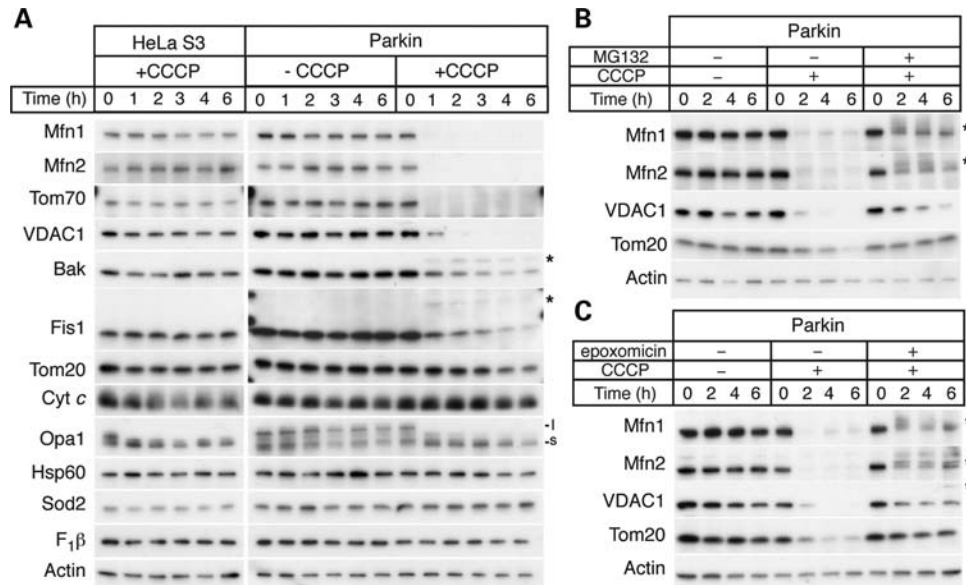 A
HeLa S3 Parkin
+CCCP - CCCP +CCCP
Time (h) 0 1 2 3 4 6 0 1 2 3 4 6 0 1 2 3 4 6
Mfn1
Mfn2
Tom70
VDAC1
Bak *
Fis1 *
Tom20
Cyt c
Opa1 -l
-s
Hsp60
Sod2
F1β
Actin
B
Parkin
MG132 – – +
CCCP – + +
Time (h) 0 2 4 6 0 2 4 6 0 2 4 6
Mfn1 *
Mfn2 *
VDAC1
Tom20
Actin
C
Parkin
epoxomicin – – +
CCCP – + +
Time (h) 0 2 4 6 0 2 4 6 0 2 4 6
Mfn1 *
Mfn2 *
VDAC1 *
Tom20
Actin